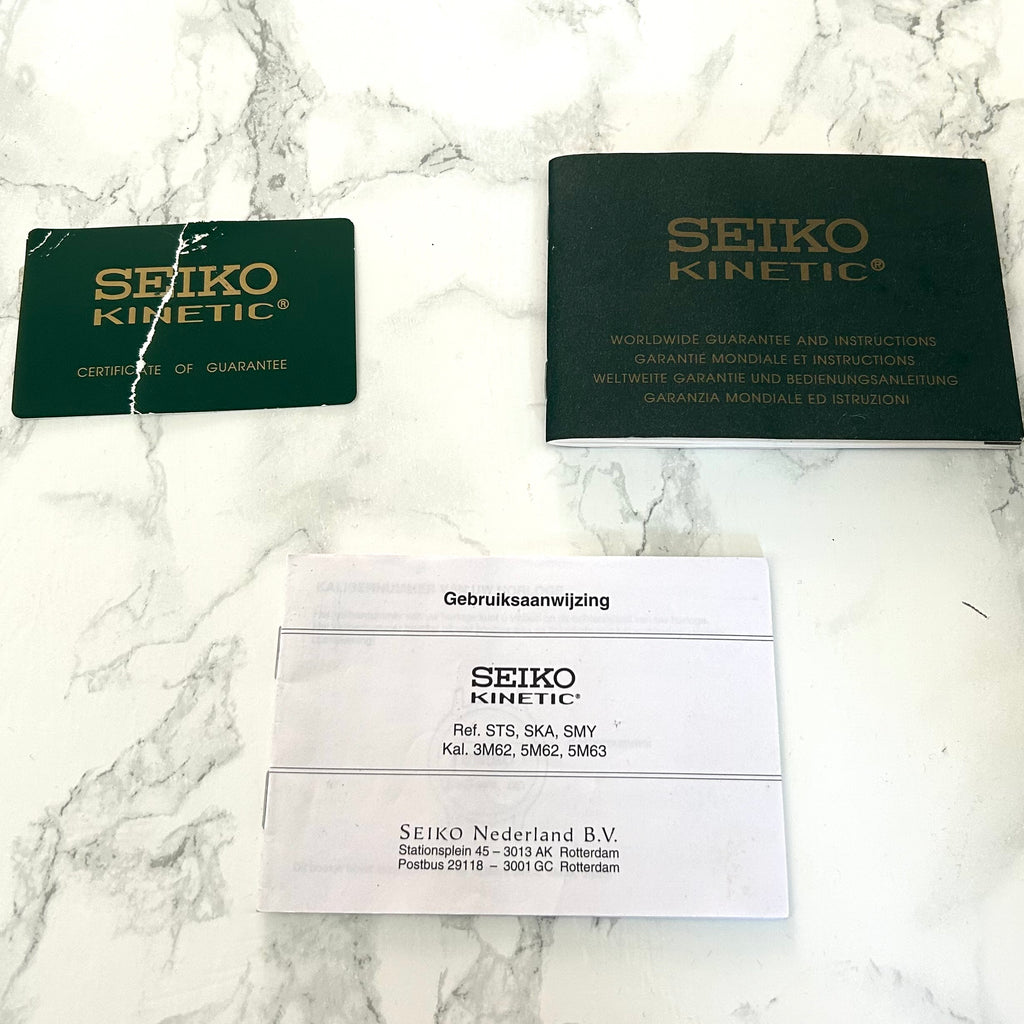 SEIKO
KINETIC®
CERTIFICATE OF GUARANTEE
SEIKO
KINETIC®
WORLDWIDE GUARANTEE AND INSTRUCTIONS
GARANTIE MONDIALE ET INSTRUCTIONS
WELTWEITE GARANTIE UND BEDIENUNGSANLEITUNG
GARANZIA MONDIALE ED ISTRUZIONI
Gebruiksaanwijzing
SEIKO
KINETIC®
Ref. STS, SKA, SMY
Kal. 3M62, 5M62, 5M63
SEIKO Nederland B.V.
Stationsplein 45 – 3013 AK Rotterdam
Postbus 29118 – 3001 GC Rotterdam